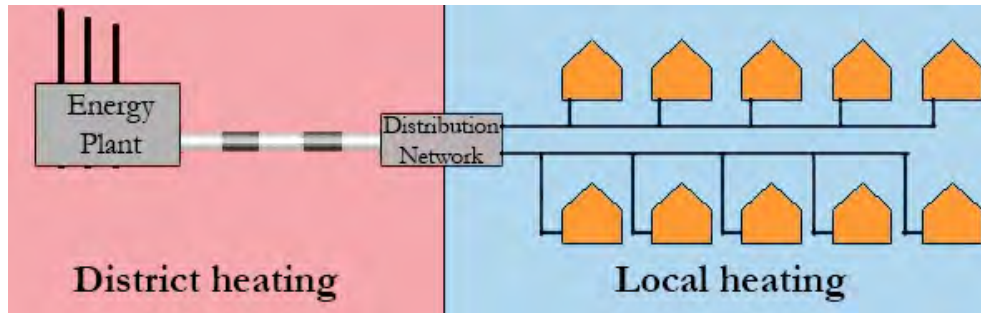 Energy
Plant
Distribution
Network
District heating
Local heating